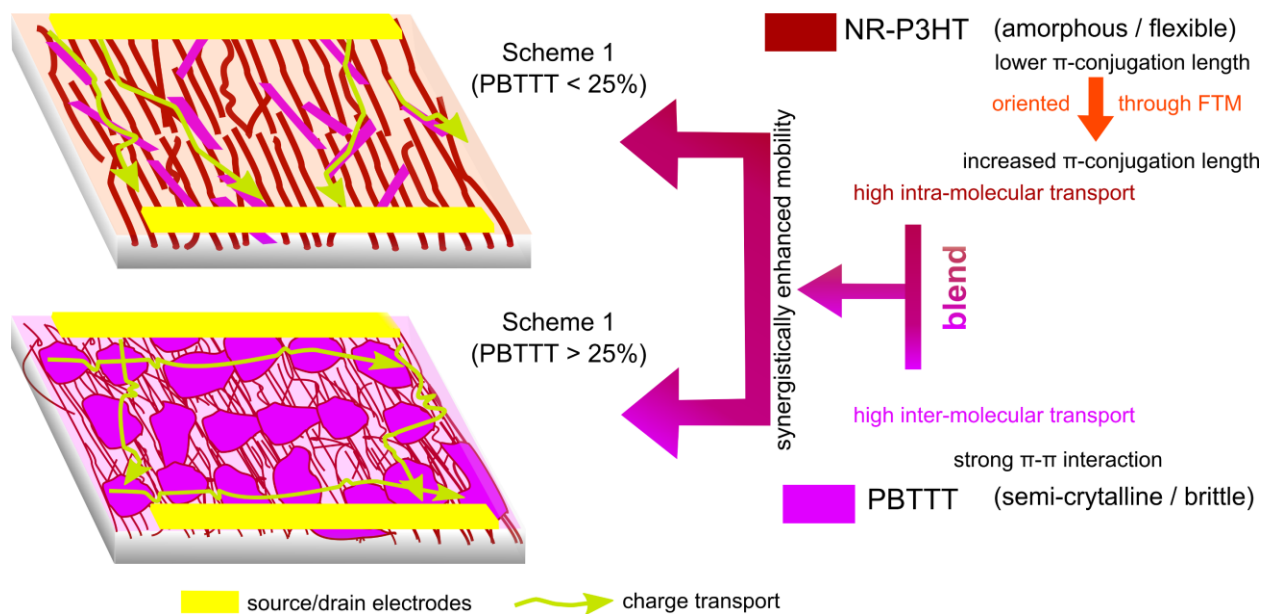 Scheme 1
(PBTTT < 25%)
Scheme 1
(PBTTT > 25%)
synergistically enhanced mobility
NR-P3HT (amorphous / flexible)
lower π-conjugation length
oriented through FTM
increased π-conjugation length
high intra-molecular transport
blend
high inter-molecular transport
strong π-π interaction
PBTTT (semi-crytalline / brittle)
source/drain electrodes
charge transport